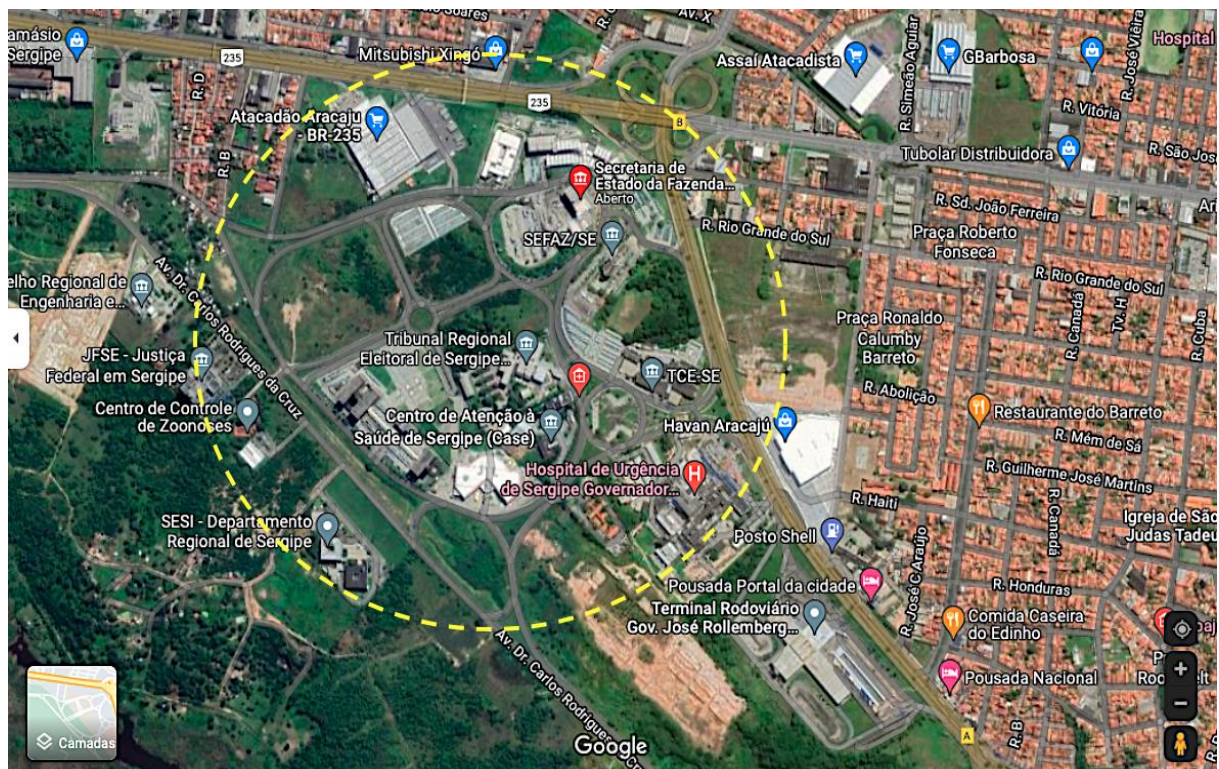 amásio
Sergipe
Soares
Av. X
Mitsubishi Xingó
235
R. D
R. B
Atacadão Aracaju
- BR-235
235
B
Assaí Atacadista
R. Simeão Aguiar
GBarbosa
R. José Viêira
Hospital
R. Vitória
R. São José
Tubolar Distribuidora
Secretaria de
Estado da Fazenda...
Aberto
SEFAZ/SE
R. Rio Grande do Sul
R. Sd. João Ferreira
Ari
Praça Roberto
Fonseca
R. Rio Grande do Sul
elho Regional de
Engenharia e...
Av. Dr. Carlos Rodrigues da Cruz
JFSE - Justiça
Federal em Sergipe
Centro de Controle
de Zoonoses
Tribunal Regional
Eleitoral de Sergipe...
TCE-SE
Centro de Atenção à
Saúde de Sergipe (Case)
Havan Aracajú
Praça Ronaldo
Calumby
Barreto
R. Canadá
Tv. H
R. Cuba
R. Abolição
Restaurante do Barreto
R. Mém de Sá
R. Guilherme José Martins
Hospital de Urgência
de Sergipe Governador...
H
R. Haiti
R. Canadá
Igreja de São
Judas Tadeu
SESI - Departamento
Regional de Sergipe
Posto Shell
Pousada Portal da cidade
R. José C Araújo
R. Honduras
Terminal Rodoviário
Gov. José Rollemberg...
Comida Caseira
do Edinho
Pousada Nacional
R. B
A
Av. Dr. Carlos Rodrigues
Camadas
Google